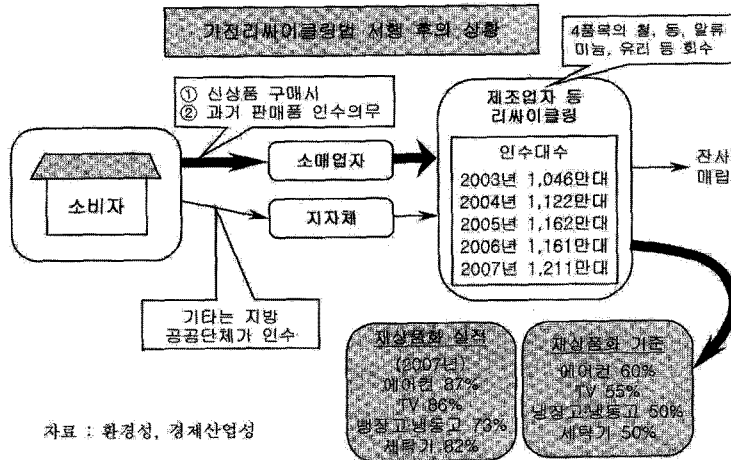 가전리싸이클링법 시행 후의 상황
4품목의 철, 동, 알류
미늄, 유리 등 회수
① 신상품 구매시
② 과거 판매품 인수의무
제조업자 등
리싸이클링
소매업자
인수대수
2003년 1,046만대
2004년 1,122만대
2005년 1,162만대
2006년 1,161만대
2007년 1,211만대
잔사
매립
소비자
지자체
기타는 지방
공공단체가 인수
재상품화 실적
(2007년)
에어컨 87%
TV 86%
냉장고냉동고 73%
세탁기 82%
재상품화 기준
에어컨 60%
TV 55%
냉장고냉동고 50%
세탁기 50%
자료 : 환경성, 경제산업성